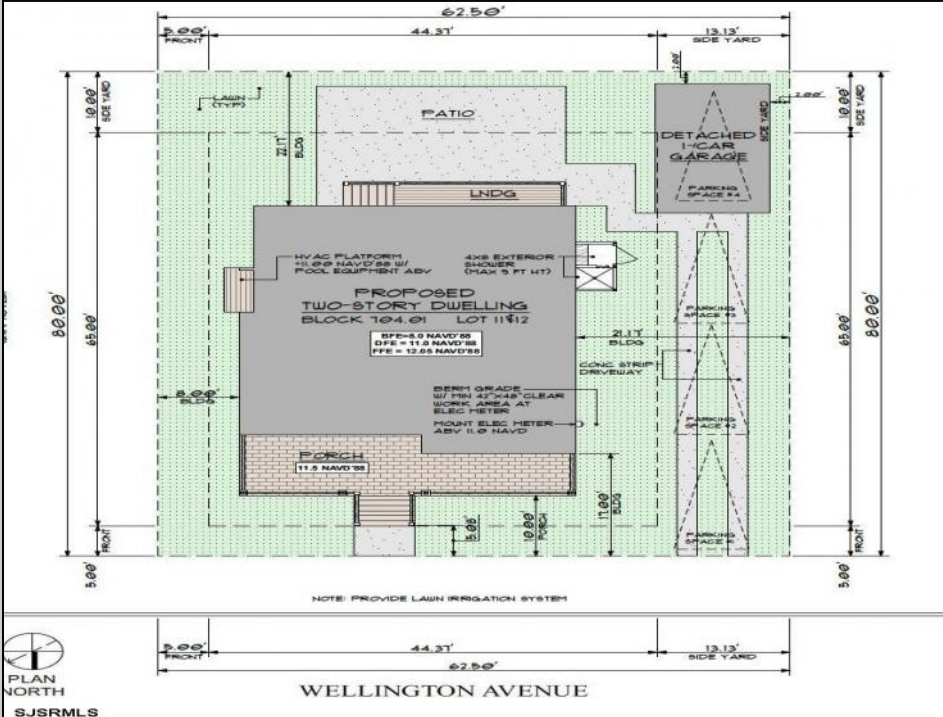 62.50'
5.00'
FRONT
44.37'
13.13'
SIDE YARD
10.00'
SIDE YARD
LAWN
(TYP)
22.17'
BLDG
PATIO
2.00'
2.00'
SIDE YARD
DETACHED
1-CAR
GARAGE
PARKING
SPACE #4
10.00'
SIDE YARD
LNDG
HVAC PLATFORM
+11.00 NAVD'88 W/
POOL EQUIPMENT ABV
4X8 EXTERIOR
SHOWER
(MAX 5 FT HT)
PROPOSED
TWO-STORY DWELLING
BLOCK 704.01 LOT 11$12
BFE=8.0 NAVD'88
DFE = 11.0 NAVD'88
FFE = 12.05 NAVD'88
80.00'
65.00'
PARKING
SPACE #3
21.17'
BLDG
CONC STRIP
DRIVEWAY
65.00'
80.00'
8.00'
BLDG
BERM GRADE
W/ MIN 42"X48" CLEAR
WORK AREA AT
ELEC METER
MOUNT ELEC METER
ABV 11.0 NAVD
PARKING
SPACE #2
PORCH
11.5 NAVD'88
5.08'
10.00'
PORCH
17.00'
BLDG
PARKING
SPACE #1
5.00'
FRONT
5.00'
FRONT
NOTE: PROVIDE LAWN IRRIGATION SYSTEM
5.00'
FRONT
44.37'
13.13'
SIDE YARD
62.50'
PLAN
NORTH
WELLINGTON AVENUE
SJSRMLS